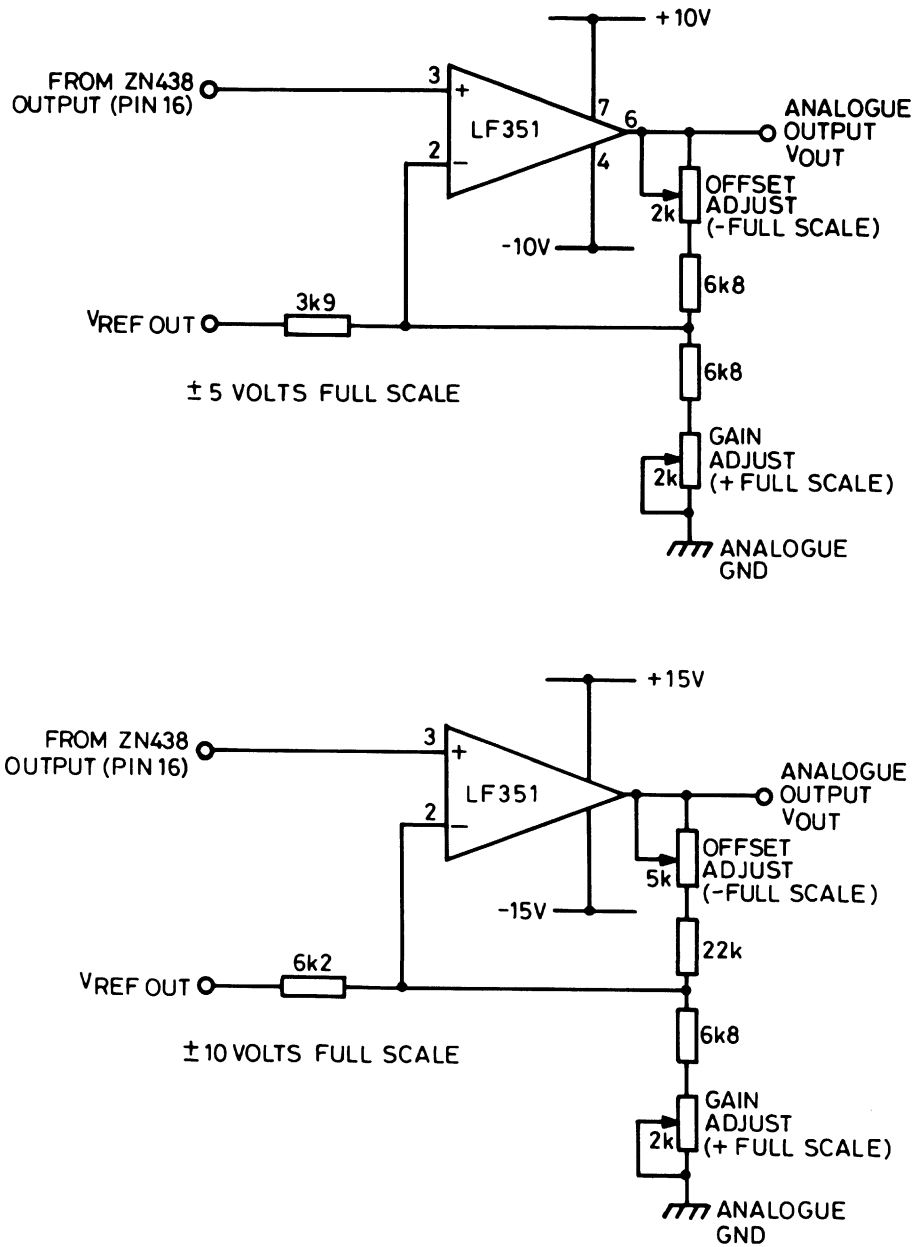 +10V
FROM ZN438
OUTPUT (PIN 16)
3
+
LF351
7
6
ANALOGUE
OUTPUT
VOUT
2
–
4
OFFSET
ADJUST
(-FULL SCALE)
2k
-10V
6k8
VREF OUT
3k9
6k8
± 5 VOLTS FULL SCALE
GAIN
ADJUST
(+ FULL SCALE)
2k
ANALOGUE
GND
+15V
FROM ZN438
OUTPUT (PIN 16)
3
+
LF351
ANALOGUE
OUTPUT
VOUT
2
–
OFFSET
ADJUST
(-FULL SCALE)
5k
-15V
22k
VREF OUT
6k2
6k8
± 10 VOLTS FULL SCALE
GAIN
ADJUST
(+ FULL SCALE)
2k
ANALOGUE
GND